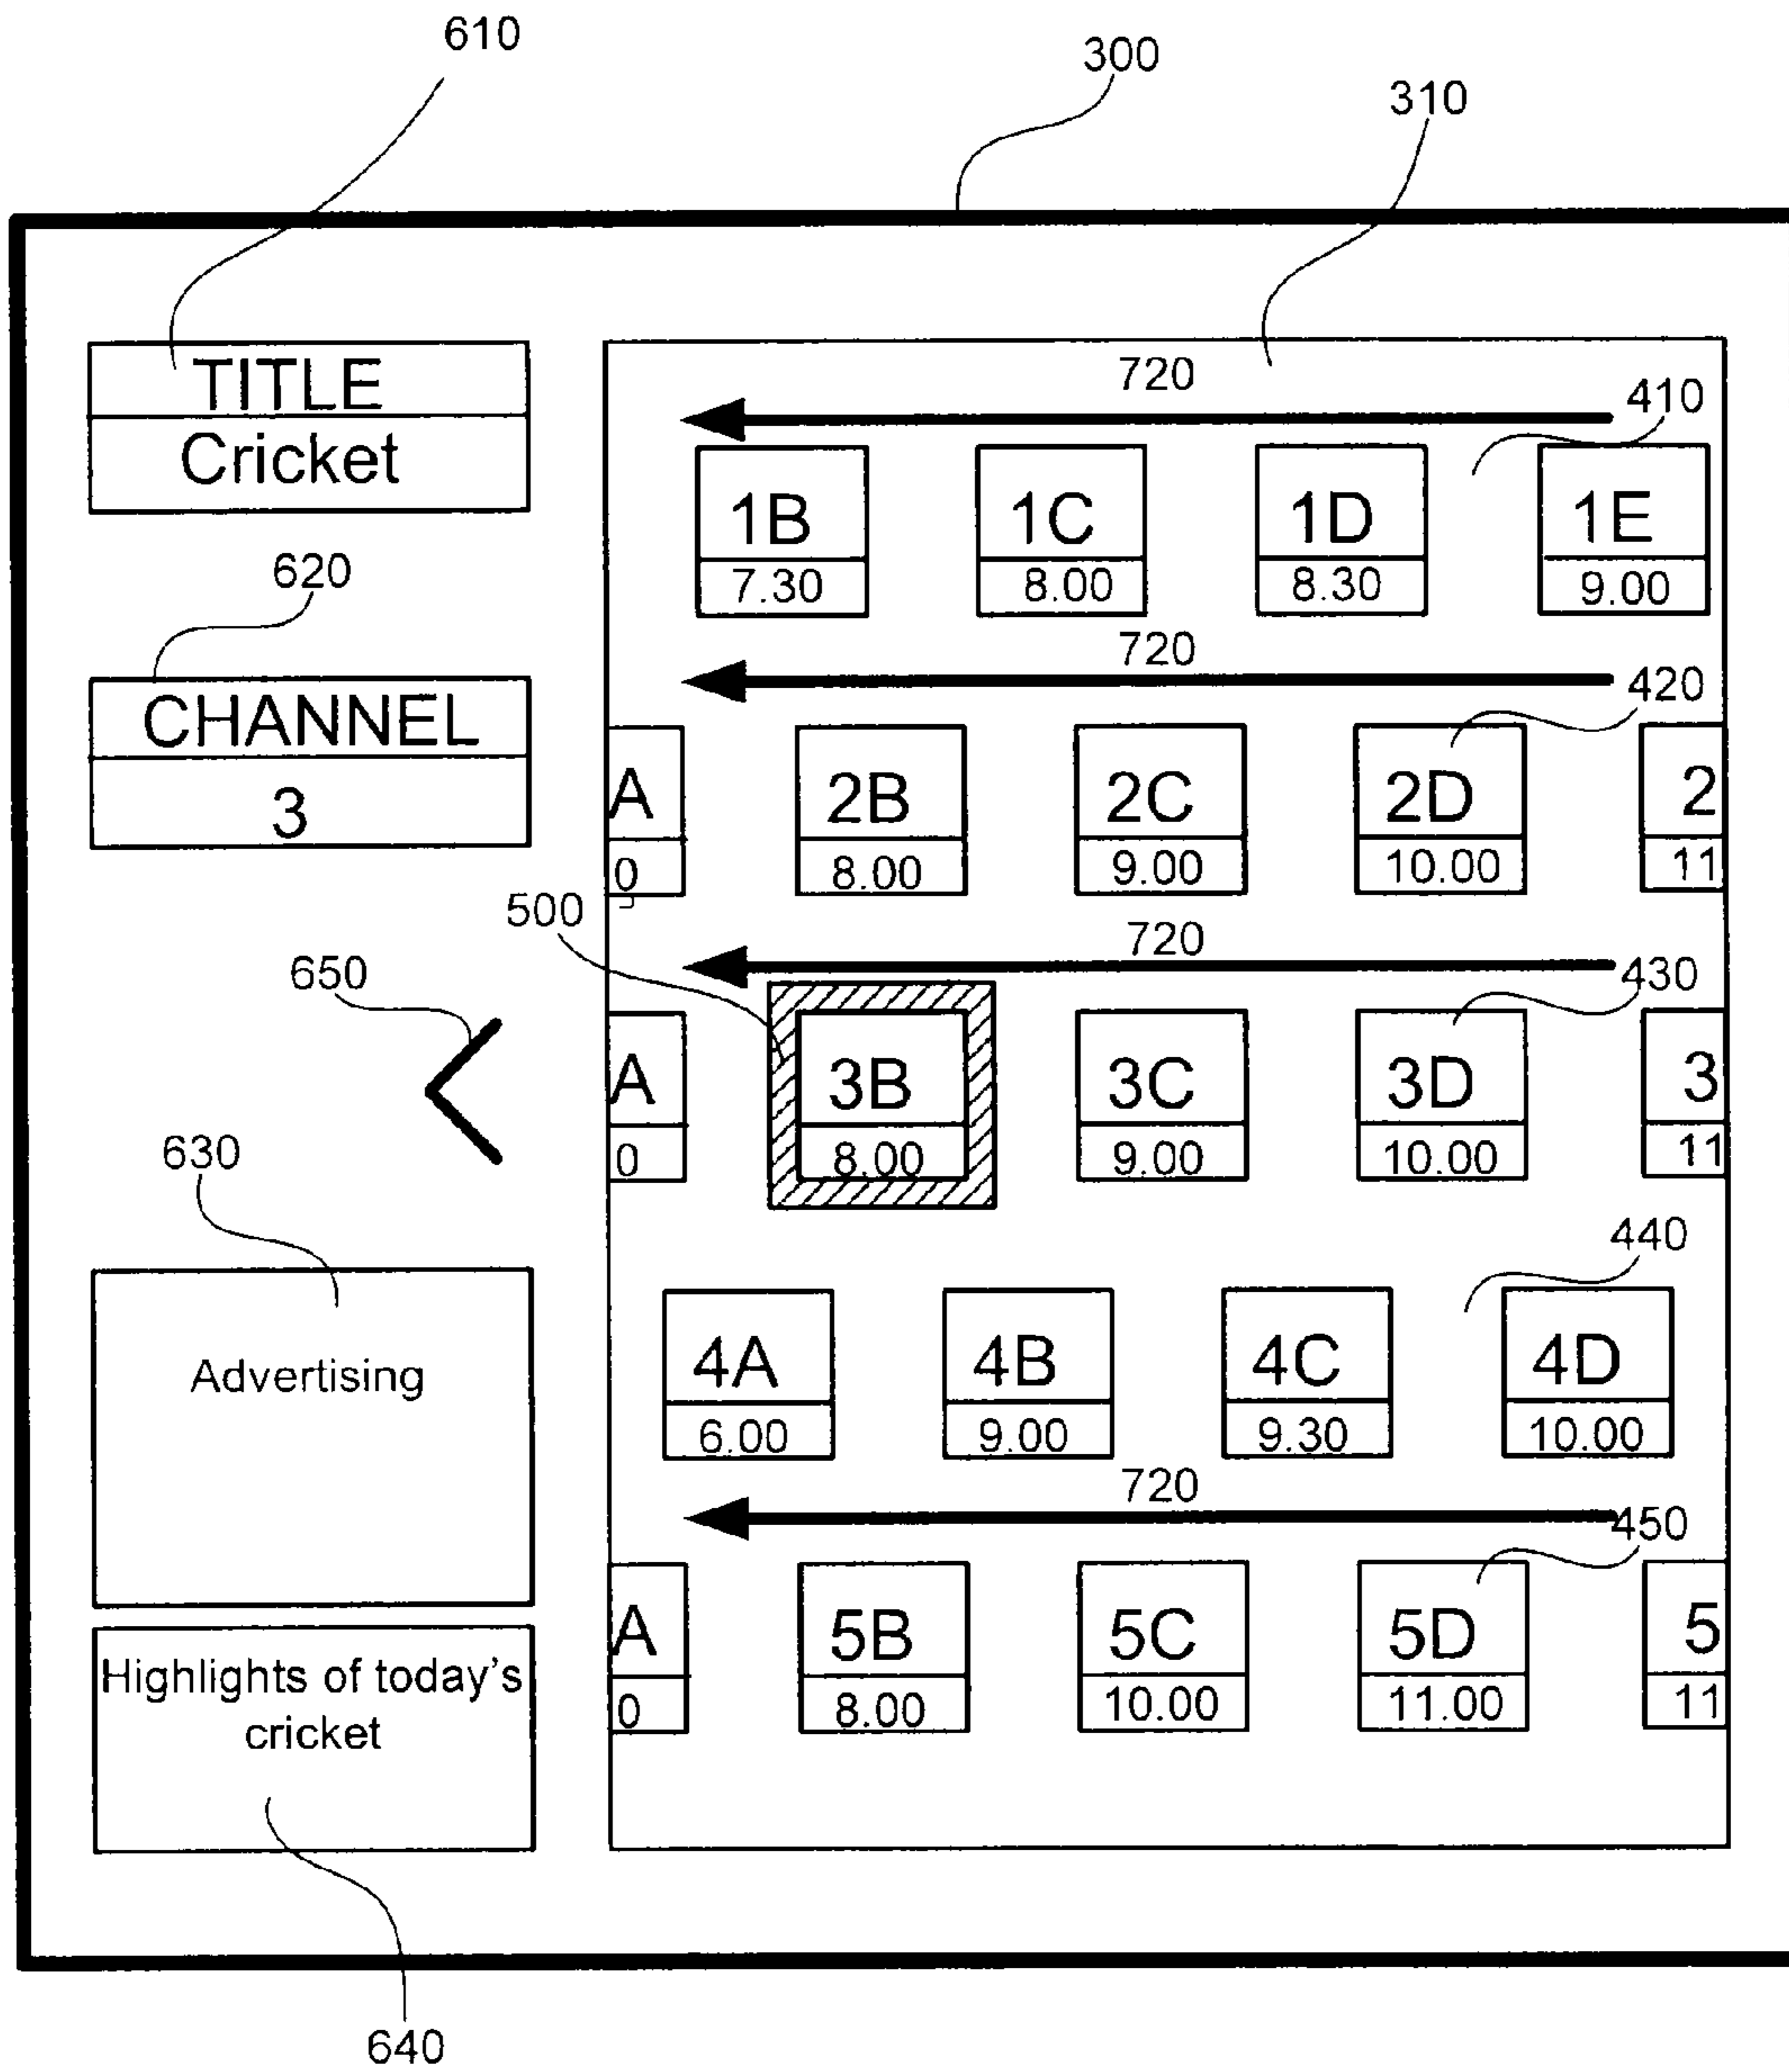 610
300
310
TITLE
Cricket
720
410
1B 1C 1D 1E
7.30 8.00 8.30 9.00
620
CHANNEL
3
720
420
A 2B 2C 2D 2
0 8.00 9.00 10.00 11
500
720
430
650
A 3B 3C 3D 3
0 8.00 9.00 10.00 11
630
440
Advertising
4A 4B 4C 4D
6.00 9.00 9.30 10.00
720
450
A 5B 5C 5D 5
0 8.00 10.00 11.00 11
Highlights of today's
cricket
640